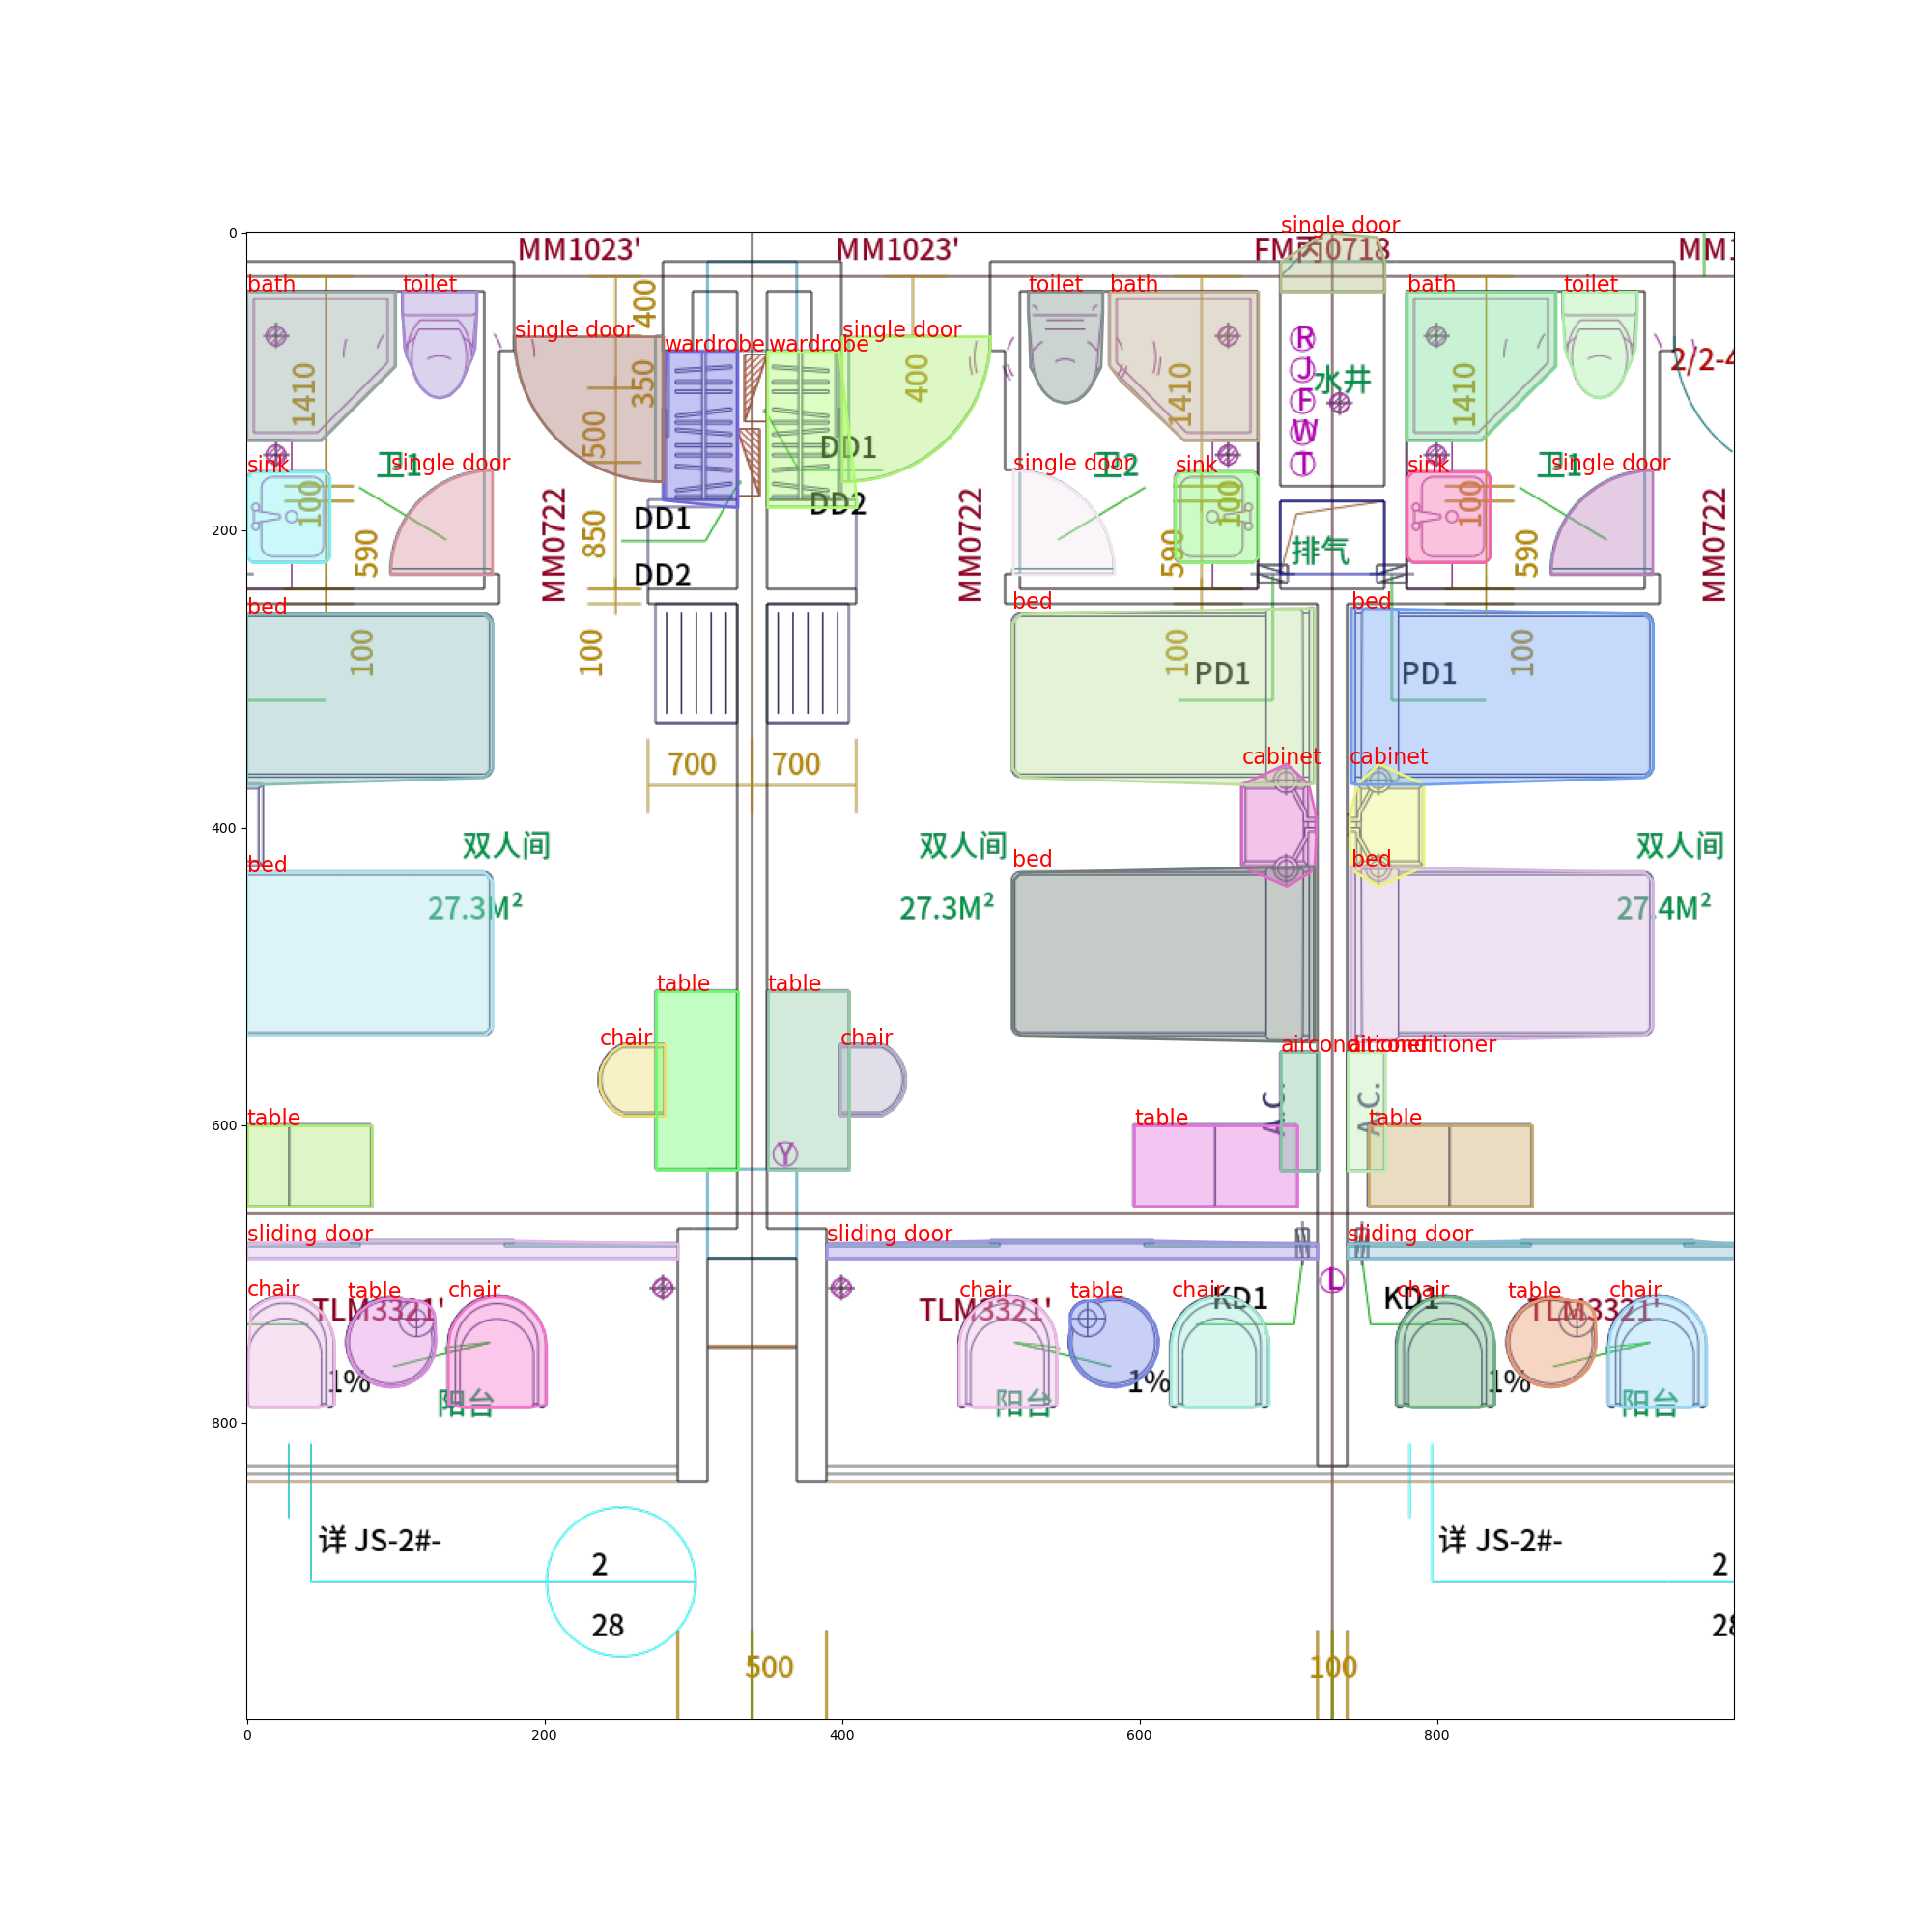 single door
0
MM1023'
MM1023'
FM丙0718
MM1
bath
toilet
400
toilet
bath
bath
toilet
single door
wardrobe
wardrobe
single door
R
2/2-4
J
水井
350
400
1410
F
1410
1410
W
500
DD1
T
卫1
single door
sink
single door
卫2
sink
sink
卫1
single door
100
DD1
DD2
100
100
200
MM0722
850
MM0722
590
590
排气
590
MM0722
DD2
bed
bed
bed
100
100
100
PD1
PD1
100
700
700
cabinet
cabinet
400
双人间
双人间
双人间
bed
bed
bed
27.3M²
27.3M²
27.4M²
table
table
chair
chair
airconditioner
airconditioner
A.C.
A.C.
600
table
table
table
Y
sliding door
sliding door
sliding door
L
chair
table
chair
chair
table
chair
chair
table
chair
TLM3321'
TLM3321'
KD1
KD1
TLM3321'
1%
1%
1%
阳台
阳台
阳台
800
详 JS-2#-
详 JS-2#-
2
2
28
28
500
100
0
200
400
600
800